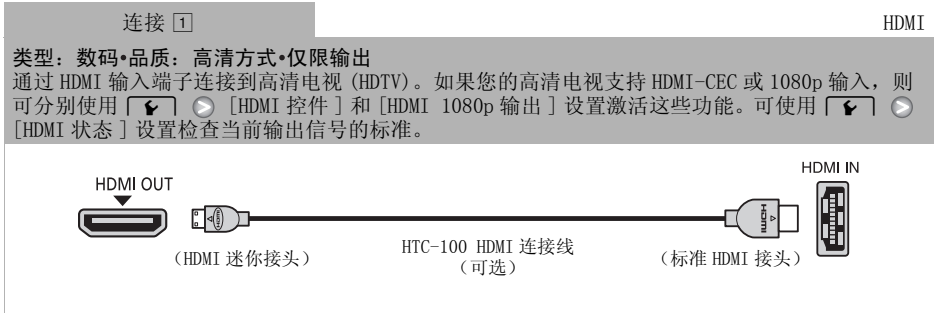 连接 1
HDMI
类型：数码•品质：高清方式•仅限输出
通过 HDMI 输入端子连接到高清电视 (HDTV)。如果您的高清电视支持 HDMI-CEC 或 1080p 输入，则
可分别使用 [HDMI 控件 ] 和 [HDMI 1080p 输出 ] 设置激活这些功能。可使用
[HDMI 状态 ] 设置检查当前输出信号的标准。
HDMI OUT
HDMI IN
HDMI
HDMI
（HDMI 迷你接头）
HTC-100 HDMI 连接线
（可选）
（标准 HDMI 接头）